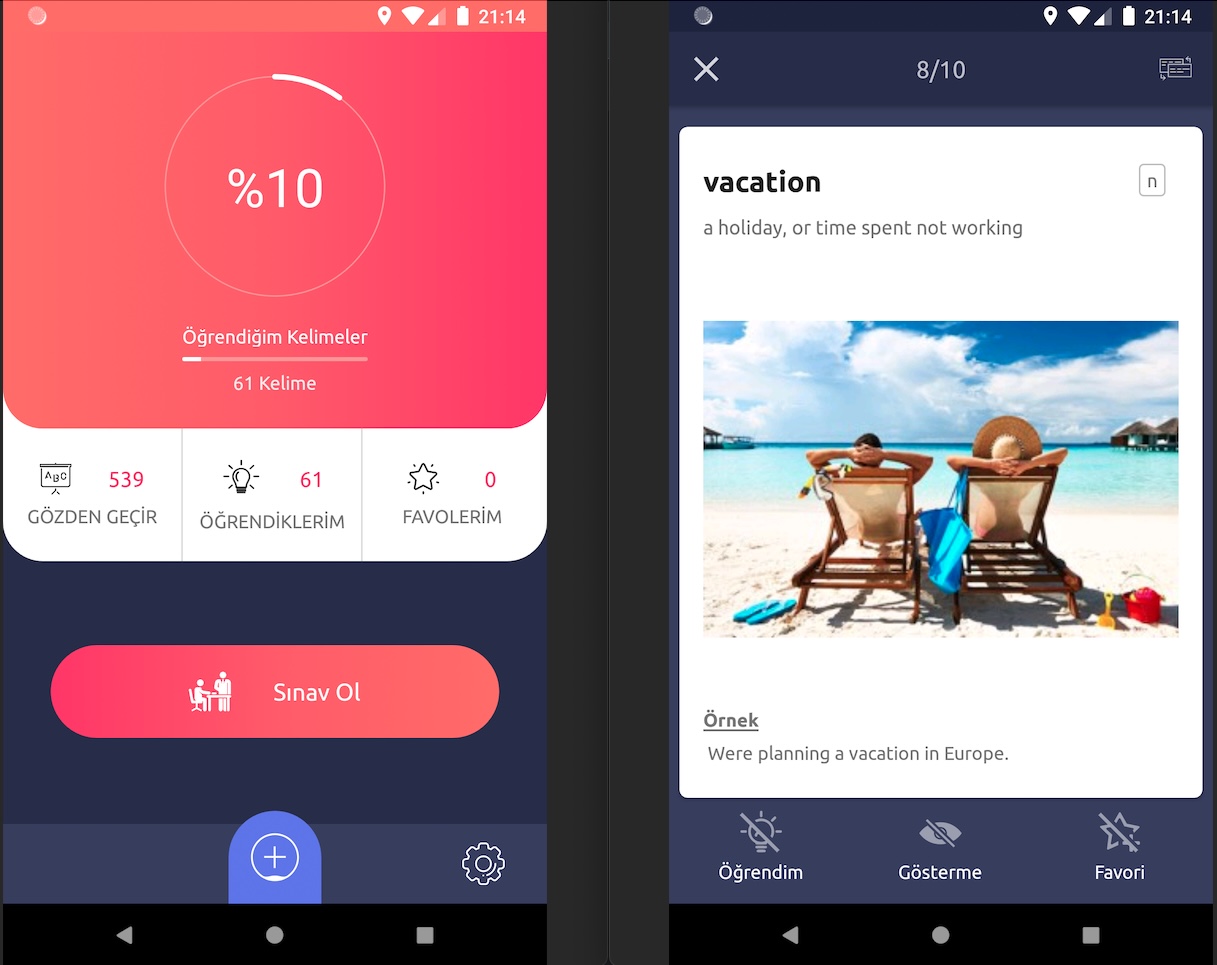 21:14
%10
Öğrendiğim Kelimeler
61 Kelime
ABC
539
GÖZDEN GEÇİR
61
ÖĞRENDİKLERİM
0
FAVOLERİM
Sınav Ol
21:14
8/10
vacation
n
a holiday, or time spent not working
Örnek
Were planning a vacation in Europe.
Öğrendim
Gösterme
Favori